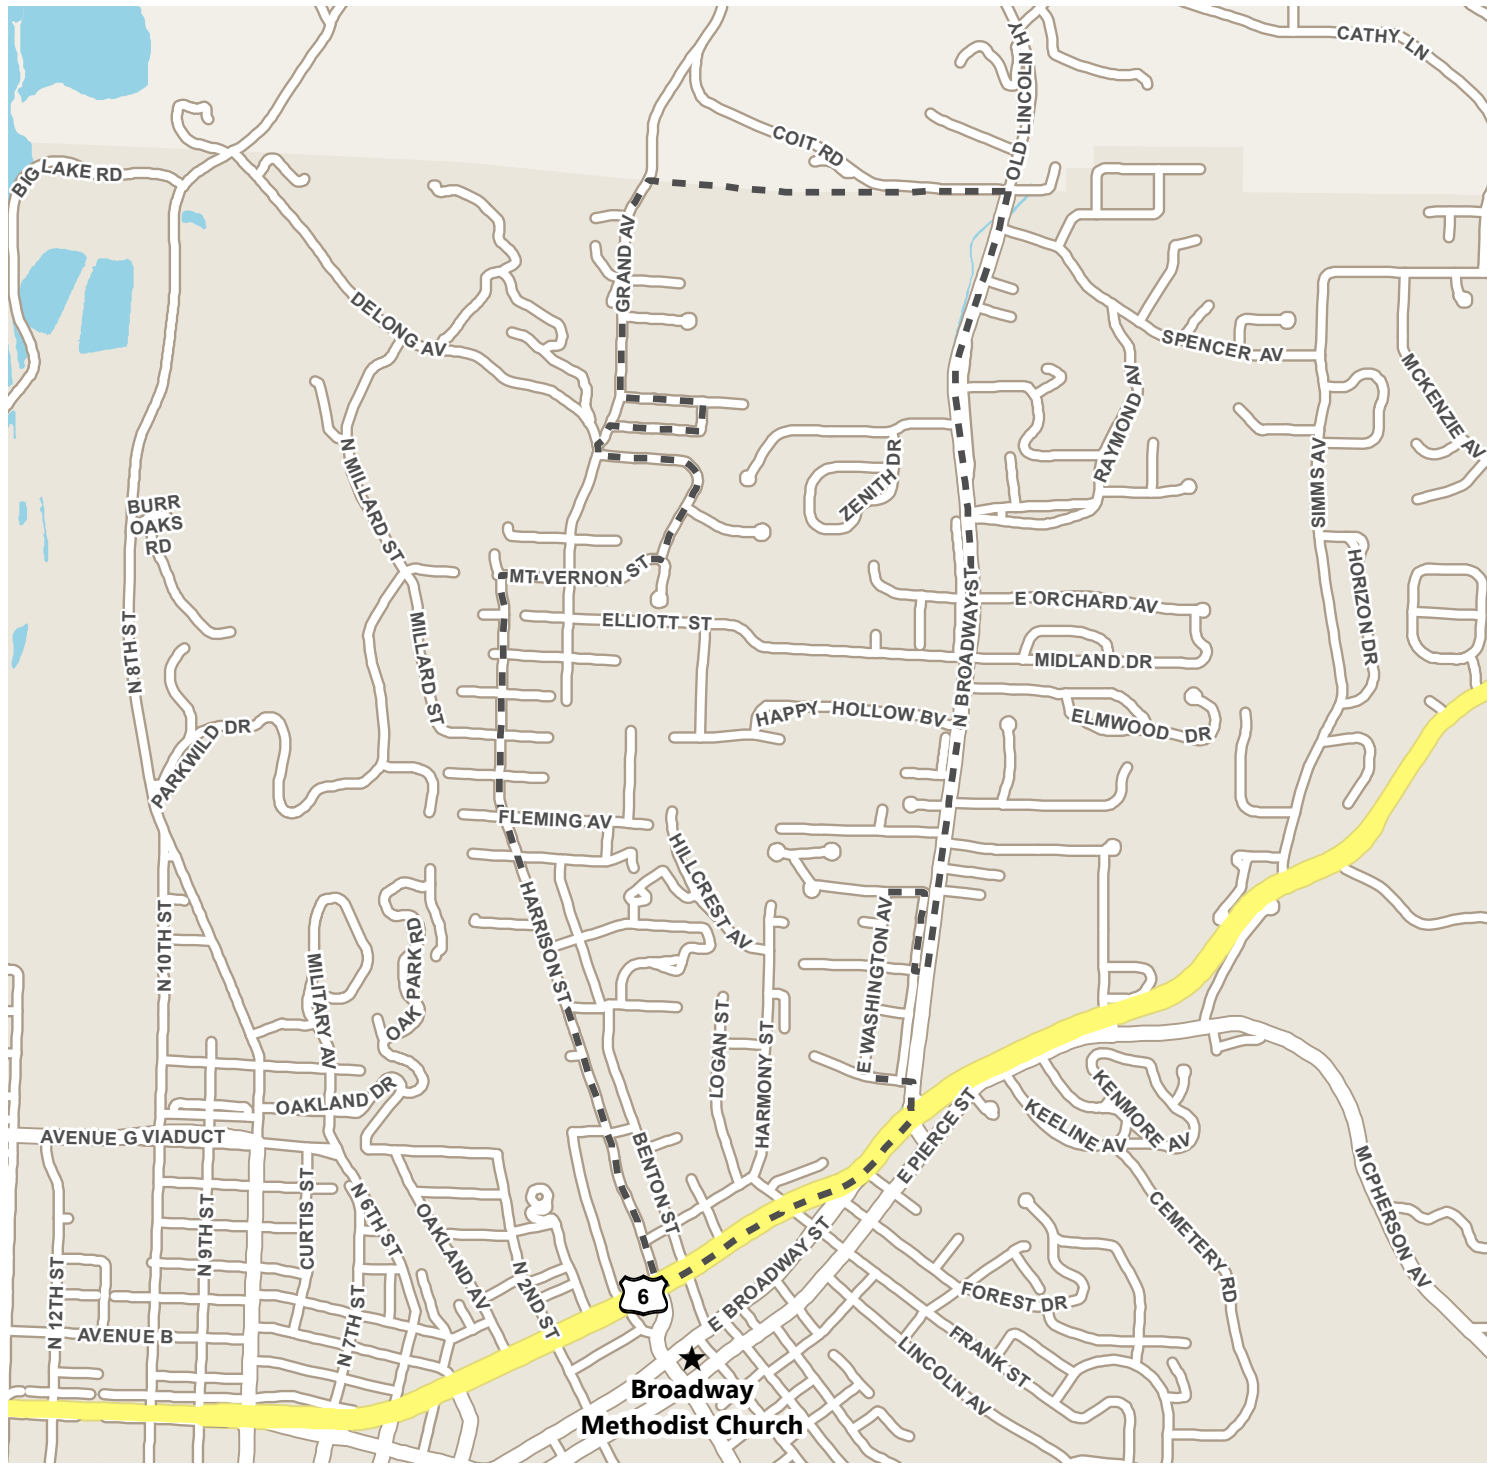 CATHY LN
OLD LINCOLN HY
COIT RD
BIG LAKE RD
GRAND AV
DELONG AV
SPENCER AV
MCKENZIE AV
RAYMOND AV
N MILLARD ST
ZENITH DR
SIMMS AV
BURR
OAKS
RD
MT VERNON ST
HORIZON DR
E ORCHARD AV
ELLIOTT ST
N 8TH ST
MILLARD ST
MIDLAND DR
N BROADWAY ST
HAPPY HOLLOW BV
ELMWOOD DR
PARKWILD DR
FLEMING AV
HILLCREST AV
HARRISON ST
N 10TH ST
MILITARY AV
OAK PARK RD
E WASHINGTON AV
LOGAN ST
HARMONY ST
OAKLAND DR
KENMORE AV
KEELINE AV
E PIERCE ST
AVENUE G VIADUCT
BENTON ST
MCPHERSON AV
CEMETERY RD
CURTIS ST
N 9TH ST
N 6TH ST
OAKLAND AV
N 2ND ST
E BROADWAY ST
N 12TH ST
N 7TH ST
6
FOREST DR
AVENUE B
FRANK ST
LINCOLN AV
Broadway
Methodist Church